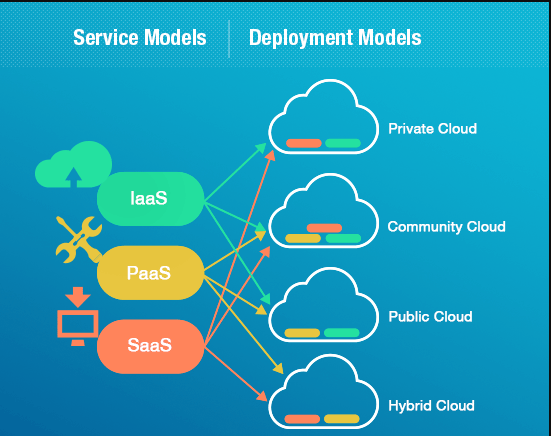 Service Models
Deployment Models
IaaS
PaaS
SaaS
Private Cloud
Community Cloud
Public Cloud
Hybrid Cloud